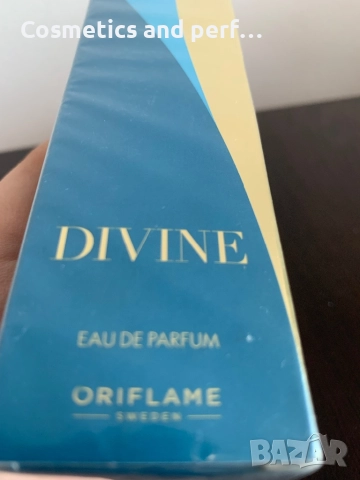 Cosmetics and perf...
DIVINE
EAU DE PARFUM
ORIFLAME
SWEDEN
BAZAR